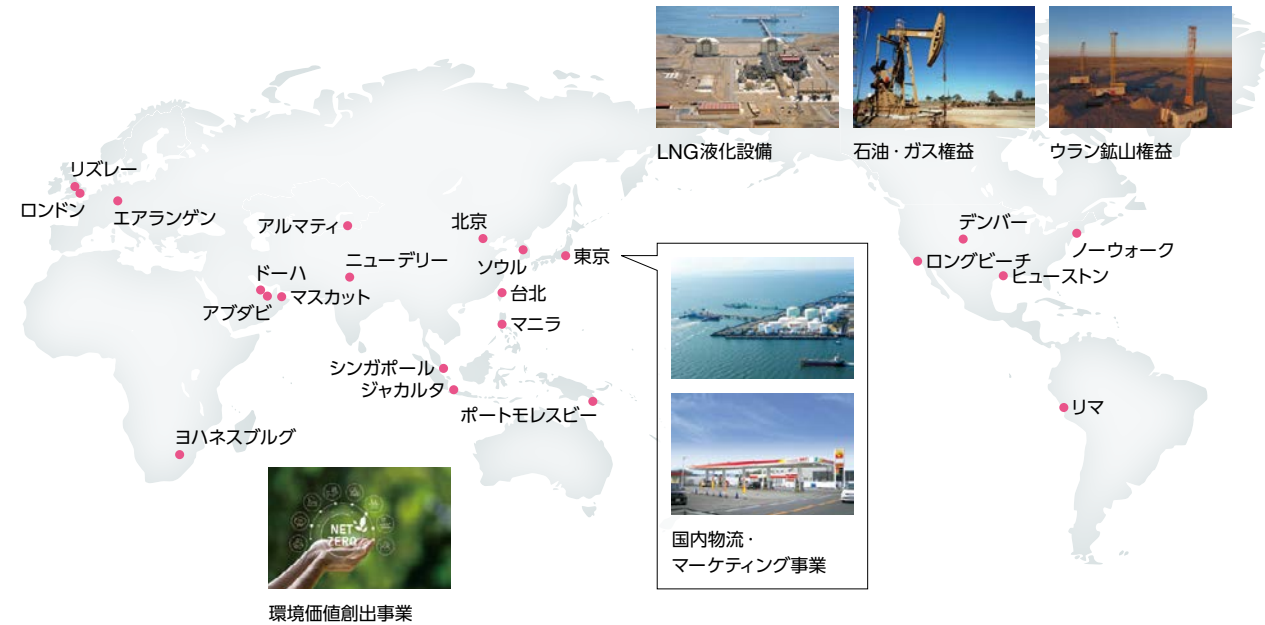 LNG液化設備
石油・ガス権益
ウラン鉱山権益
リズレー
ロンドン
エアランゲン
アルマティ
北京
ソウル
東京
ニューデリー
ドーハ
アブダビ
マスカット
台北
マニラ
シンガポール
ジャカルタ
ポートモレスビー
ヨハネスブルグ
デンバー
ノーウォーク
ロングビーチ
ヒューストン
リマ
国内物流・
マーケティング事業
NET
ZERO
環境価値創出事業